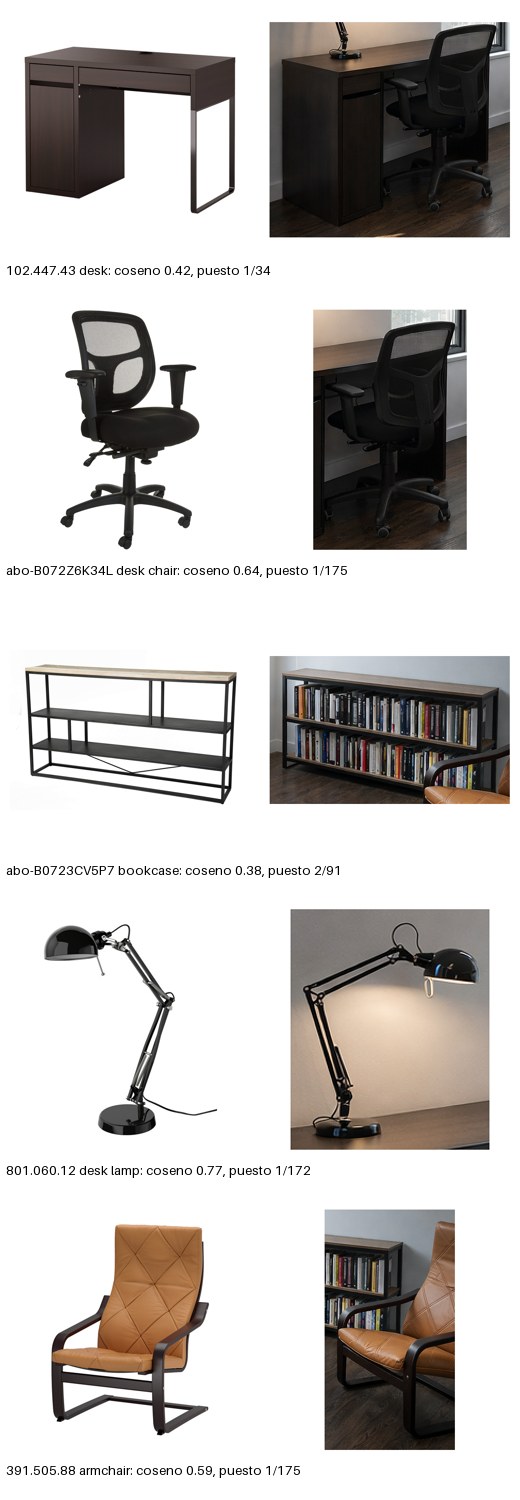 102.447.43 desk: coseno 0.42, puesto 1/34
abo-B072Z6K34L desk chair: coseno 0.64, puesto 1/175
abo-B0723CV5P7 bookcase: coseno 0.38, puesto 2/91
801.060.12 desk lamp: coseno 0.77, puesto 1/172
391.505.88 armchair: coseno 0.59, puesto 1/175